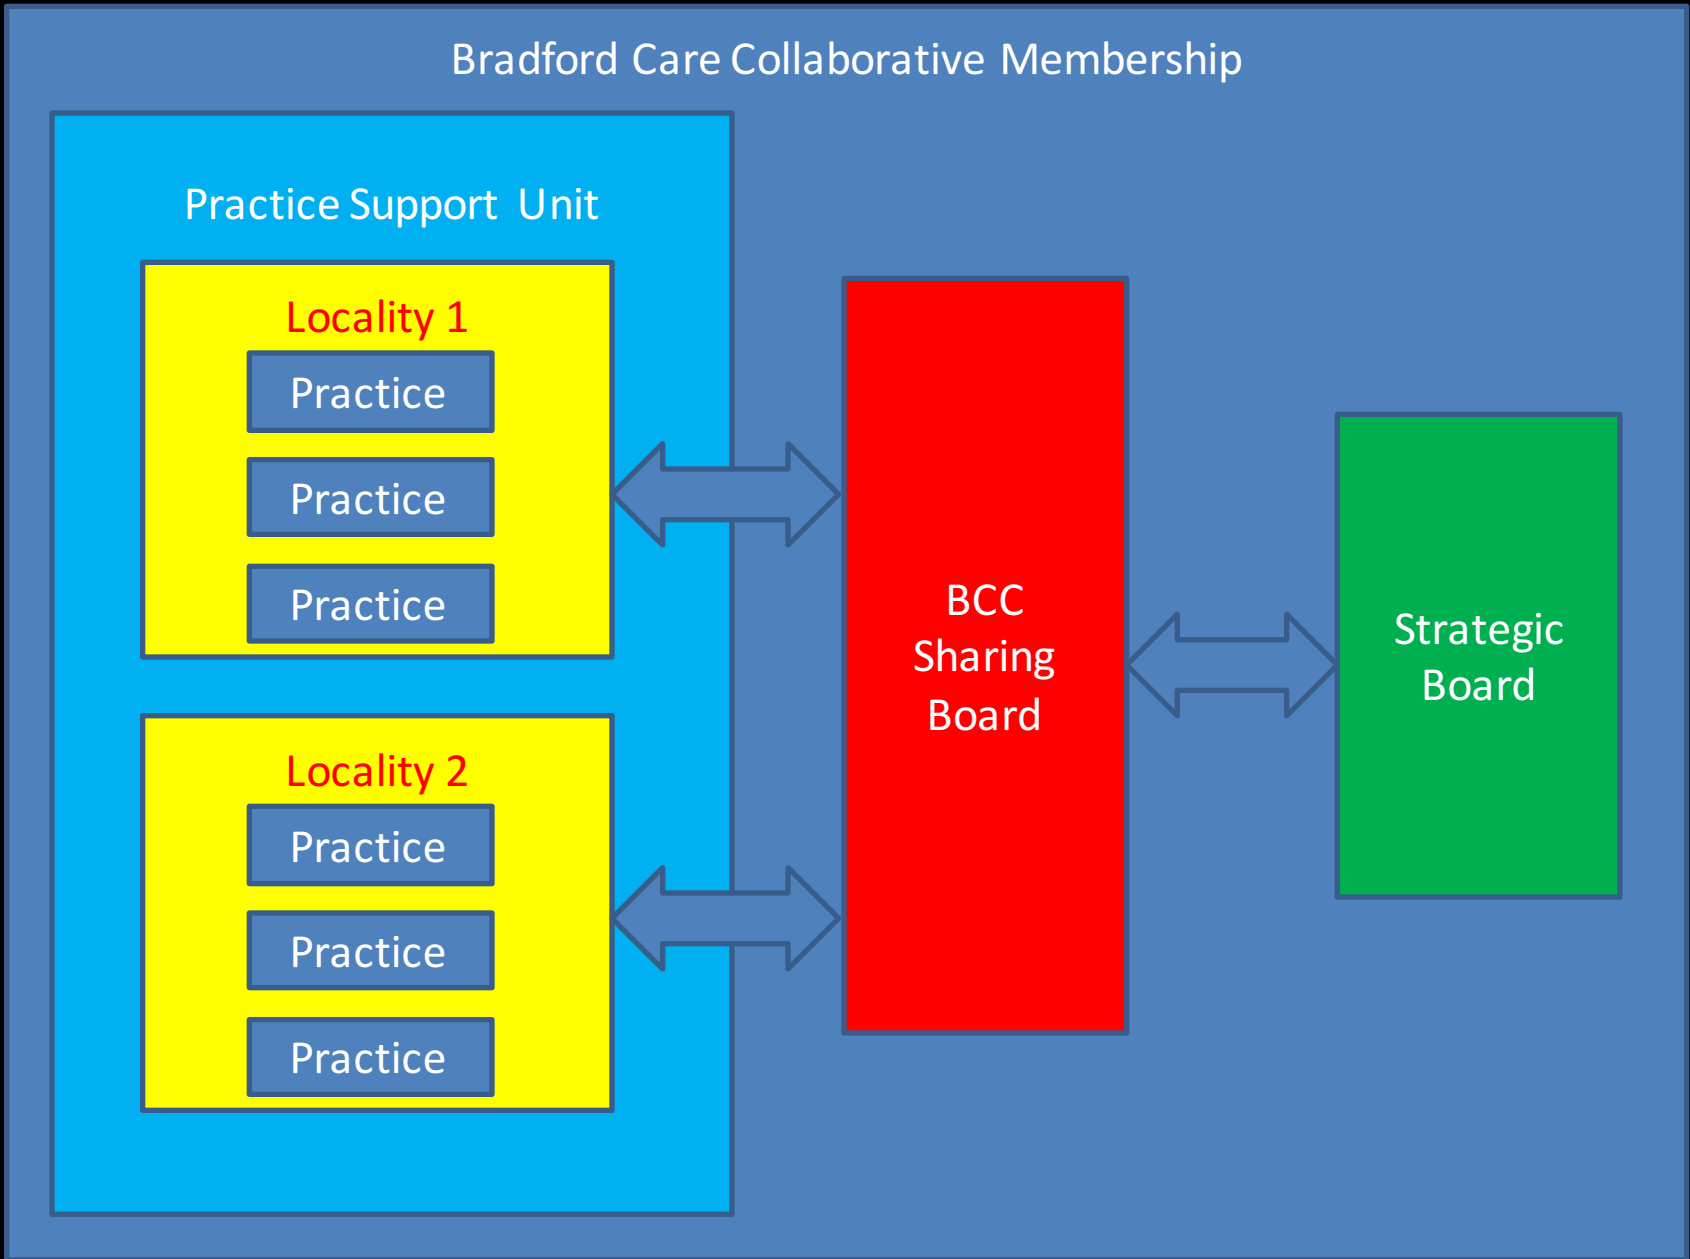 Bradford Care Collaborative Membership
Practice Support Unit
Locality 1
Practice
Practice
Practice
Locality 2
Practice
Practice
Practice
BCC
Sharing
Board
Strategic
Board